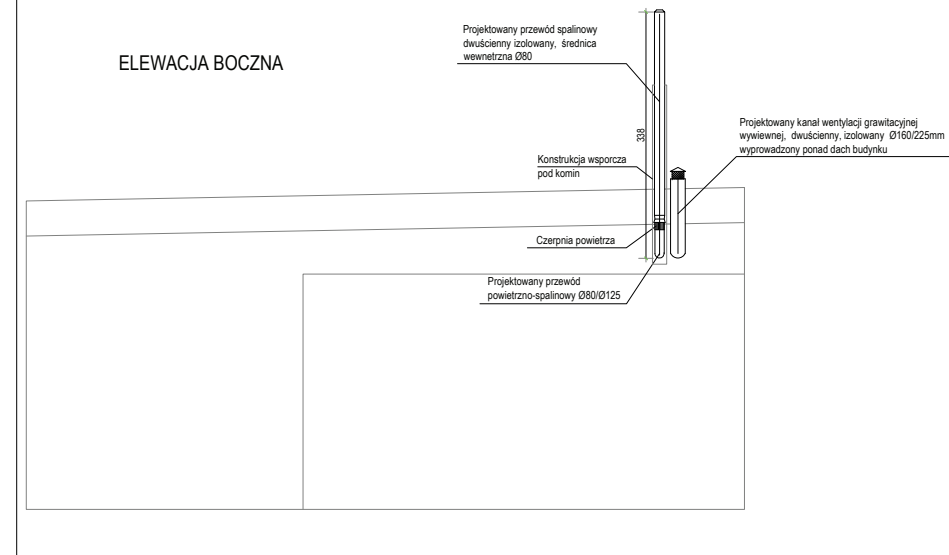 Projektowany przewód spalinowy
dwuścienny izolowany, średnica
wewnetrzna Ø80
ELEWACJA BOCZNA
Projektowany kanał wentylacji grawitacyjnej
wywiewnej, dwuścienny, izolowany Ø160/225mm
wyprowadzony ponad dach budynku
338
Konstrukcja wsporcza
pod komin
Czerpnia powietrza
Projektowany przewód
powietrzno-spalinowy Ø80/Ø125